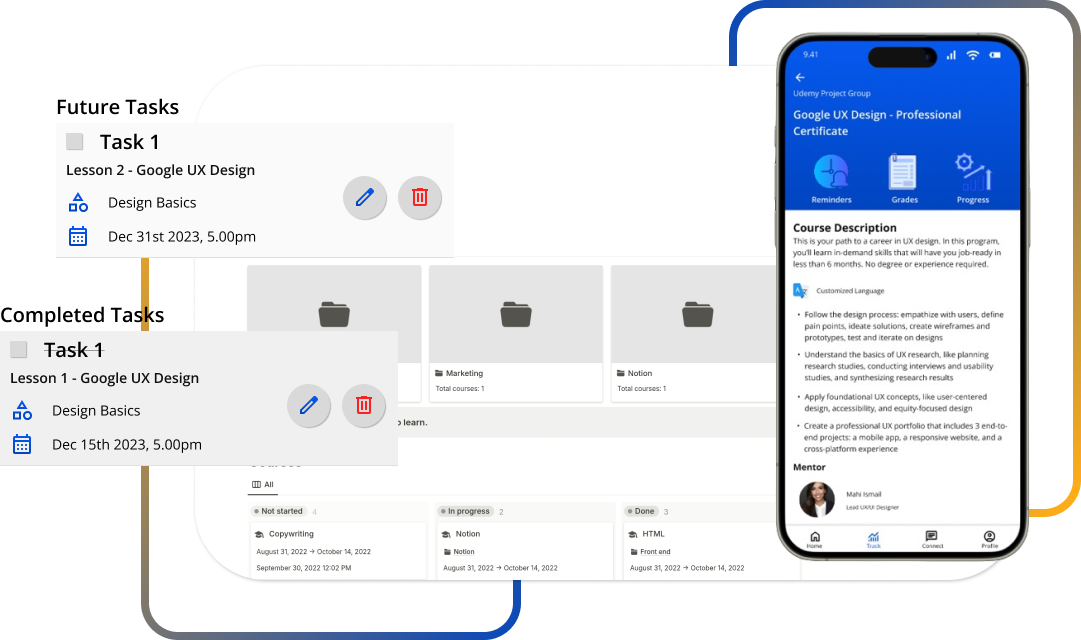 Future Tasks
Task 1
Lesson 2 - Google UX Design
Design Basics
Dec 31st 2023, 5.00pm
Completed Tasks
Task 1
Lesson 1 - Google UX Design
Design Basics
Dec 15th 2023, 5.00pm
Marketing
Total courses: 1
Notion
Total courses: 1
o learn.
All
Not started 4
In progress 2
Done 3
Copywriting
August 31, 2022 → October 14, 2022
September 30, 2022 12:02 PM
Notion
Notion
August 31, 2022 → October 14, 2022
HTML
Front end
August 31, 2022 → October 14, 2022
9.41
Udemy Project Group
Google UX Design - Professional
Certificate
Reminders
Grades
Progress
Course Description
This is your path to a career in UX design. In this program,
you'll learn in-demand skills that will have you job-ready in
less than 6 months. No degree or experience required.
Customized Language
• Follow the design process: empathize with users, define
pain points, ideate solutions, create wireframes and
prototypes, test and iterate on designs
• Understand the basics of UX research, like planning
research studies, conducting interviews and usability
studies, and synthesizing research results
• Apply foundational UX concepts, like user-centered
design, accessibility, and equity-focused design
• Create a professional UX portfolio that includes 3 end-to-
end projects: a mobile app, a responsive website, and a
cross-platform experience
Mentor
Mahi Ismail
Lead UX/UI Designer
Home
Track
Connect
Profile